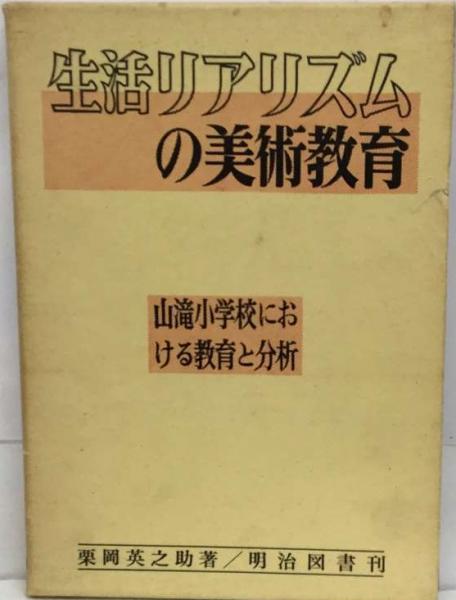 生活リアリズム
の美術教育
山滝小学校にお
ける教育と分析
栗岡英之助著／明治図書刊